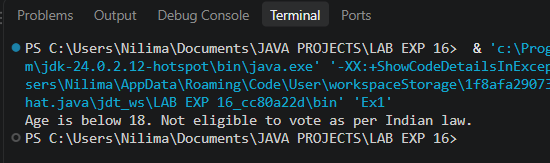 Problems Output Debug Console Terminal Ports
PS C:\Users\Nilima\Documents\JAVA PROJECTS\LAB EXP 16> & 'c:\Prog
m\jdk-24.0.2.12-hotspot\bin\java.exe' '-XX:+ShowCodeDetailsInExcep
sers\Nilima\AppData\Roaming\Code\User\workspaceStorage\1f8afa29073
hat.java\jdt_ws\LAB EXP 16_cc80a22d\bin' 'Ex1'
Age is below 18. Not eligible to vote as per Indian law.
PS C:\Users\Nilima\Documents\JAVA PROJECTS\LAB EXP 16>